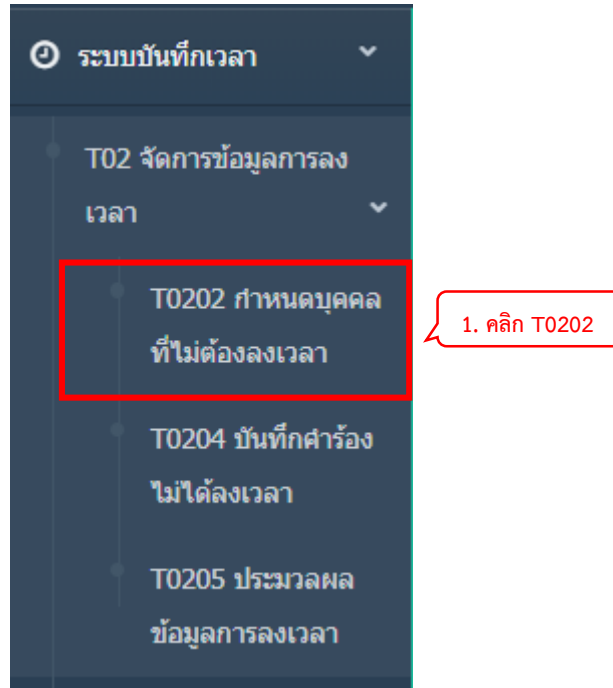 ระบบบันทึกเวลา
T02 จัดการข้อมูลการลง
เวลา
T0202 กำหนดบุคคล
ที่ไม่ต้องลงเวลา
1. คลิก T0202
T0204 บันทึกคำร้อง
ไม่ได้ลงเวลา
T0205 ประมวลผล
ข้อมูลการลงเวลา